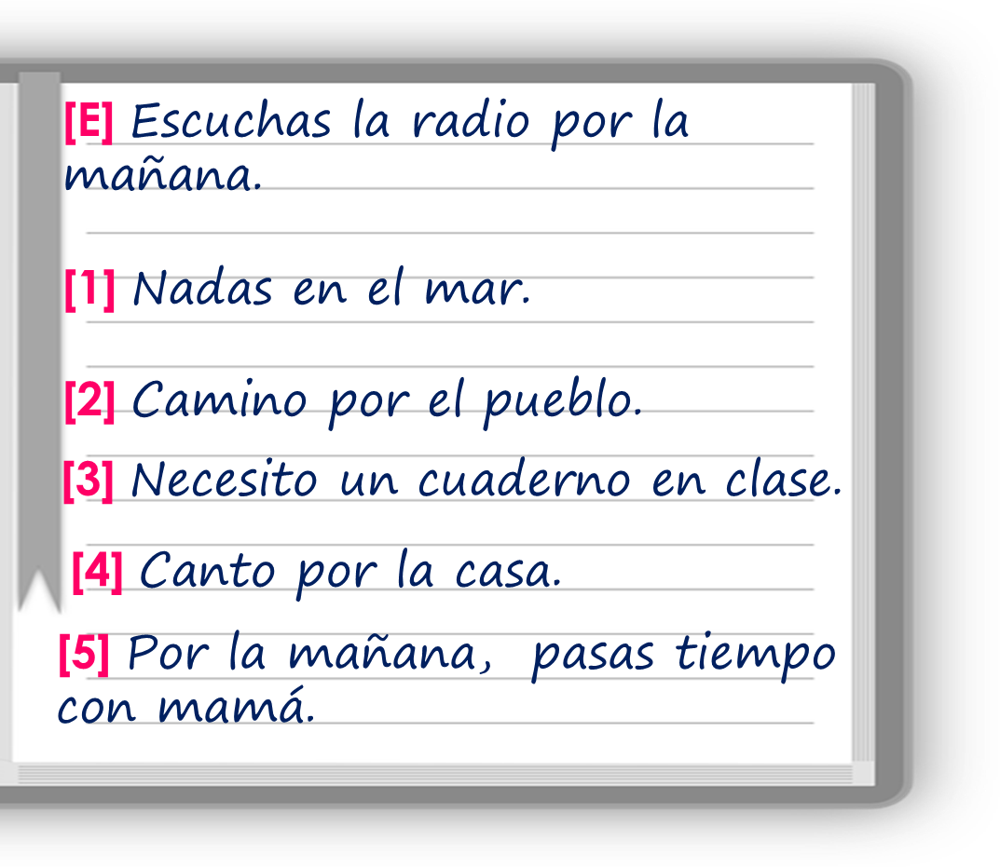 [E] Escuchas la radio por la
mañana.
[1] Nadas en el mar.
[2] Camino por el pueblo.
[3] Necesito un cuaderno en clase.
[4] Canto por la casa.
[5] Por la mañana, pasas tiempo
con mamá.